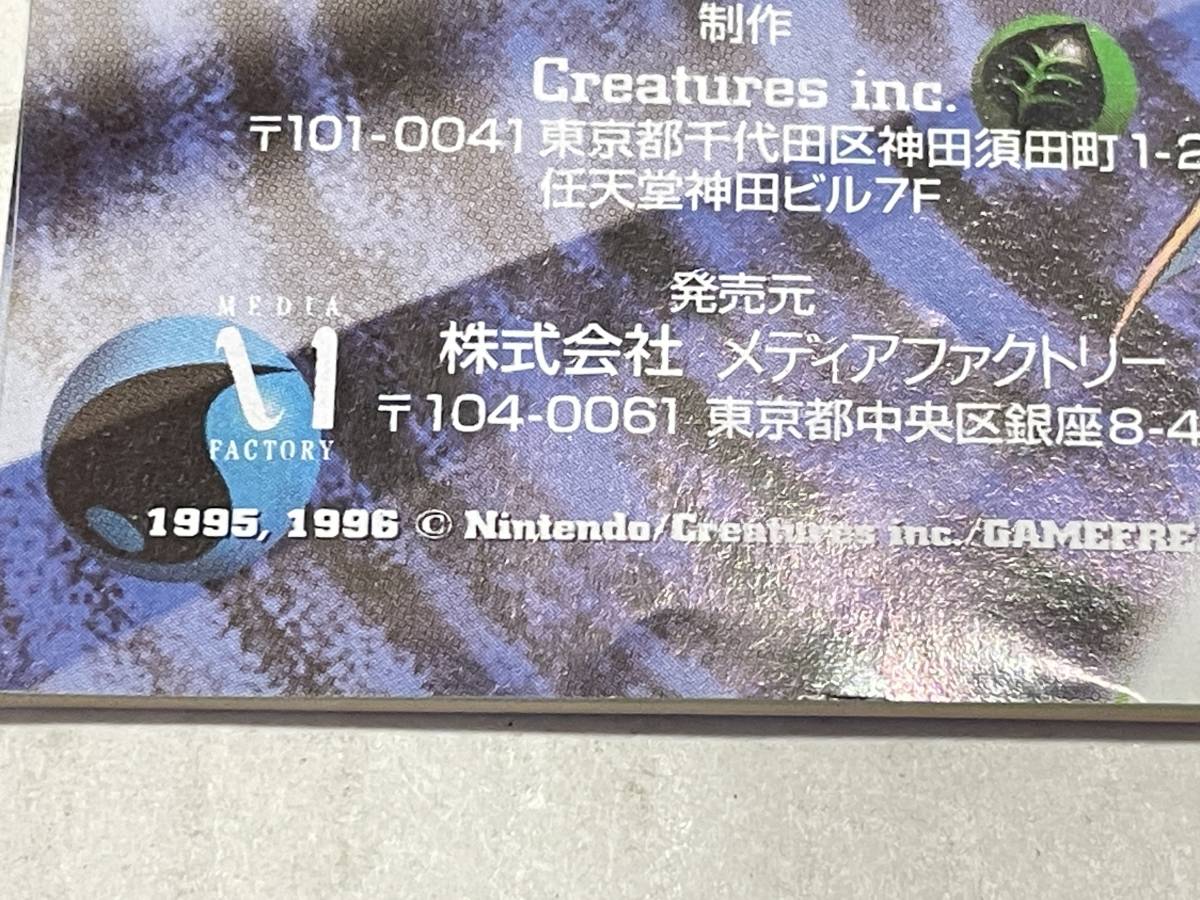 制作
Creatures inc.
〒101-0041 東京都千代田区神田須田町 1-2
任天堂神田ビル7F
発売元
MEDIA
FACTORY
株式会社 メディアファクトリー
〒104-0061 東京都中央区銀座8-4
1995, 1996 © Nintendo/Creatures inc./GAMEFRE